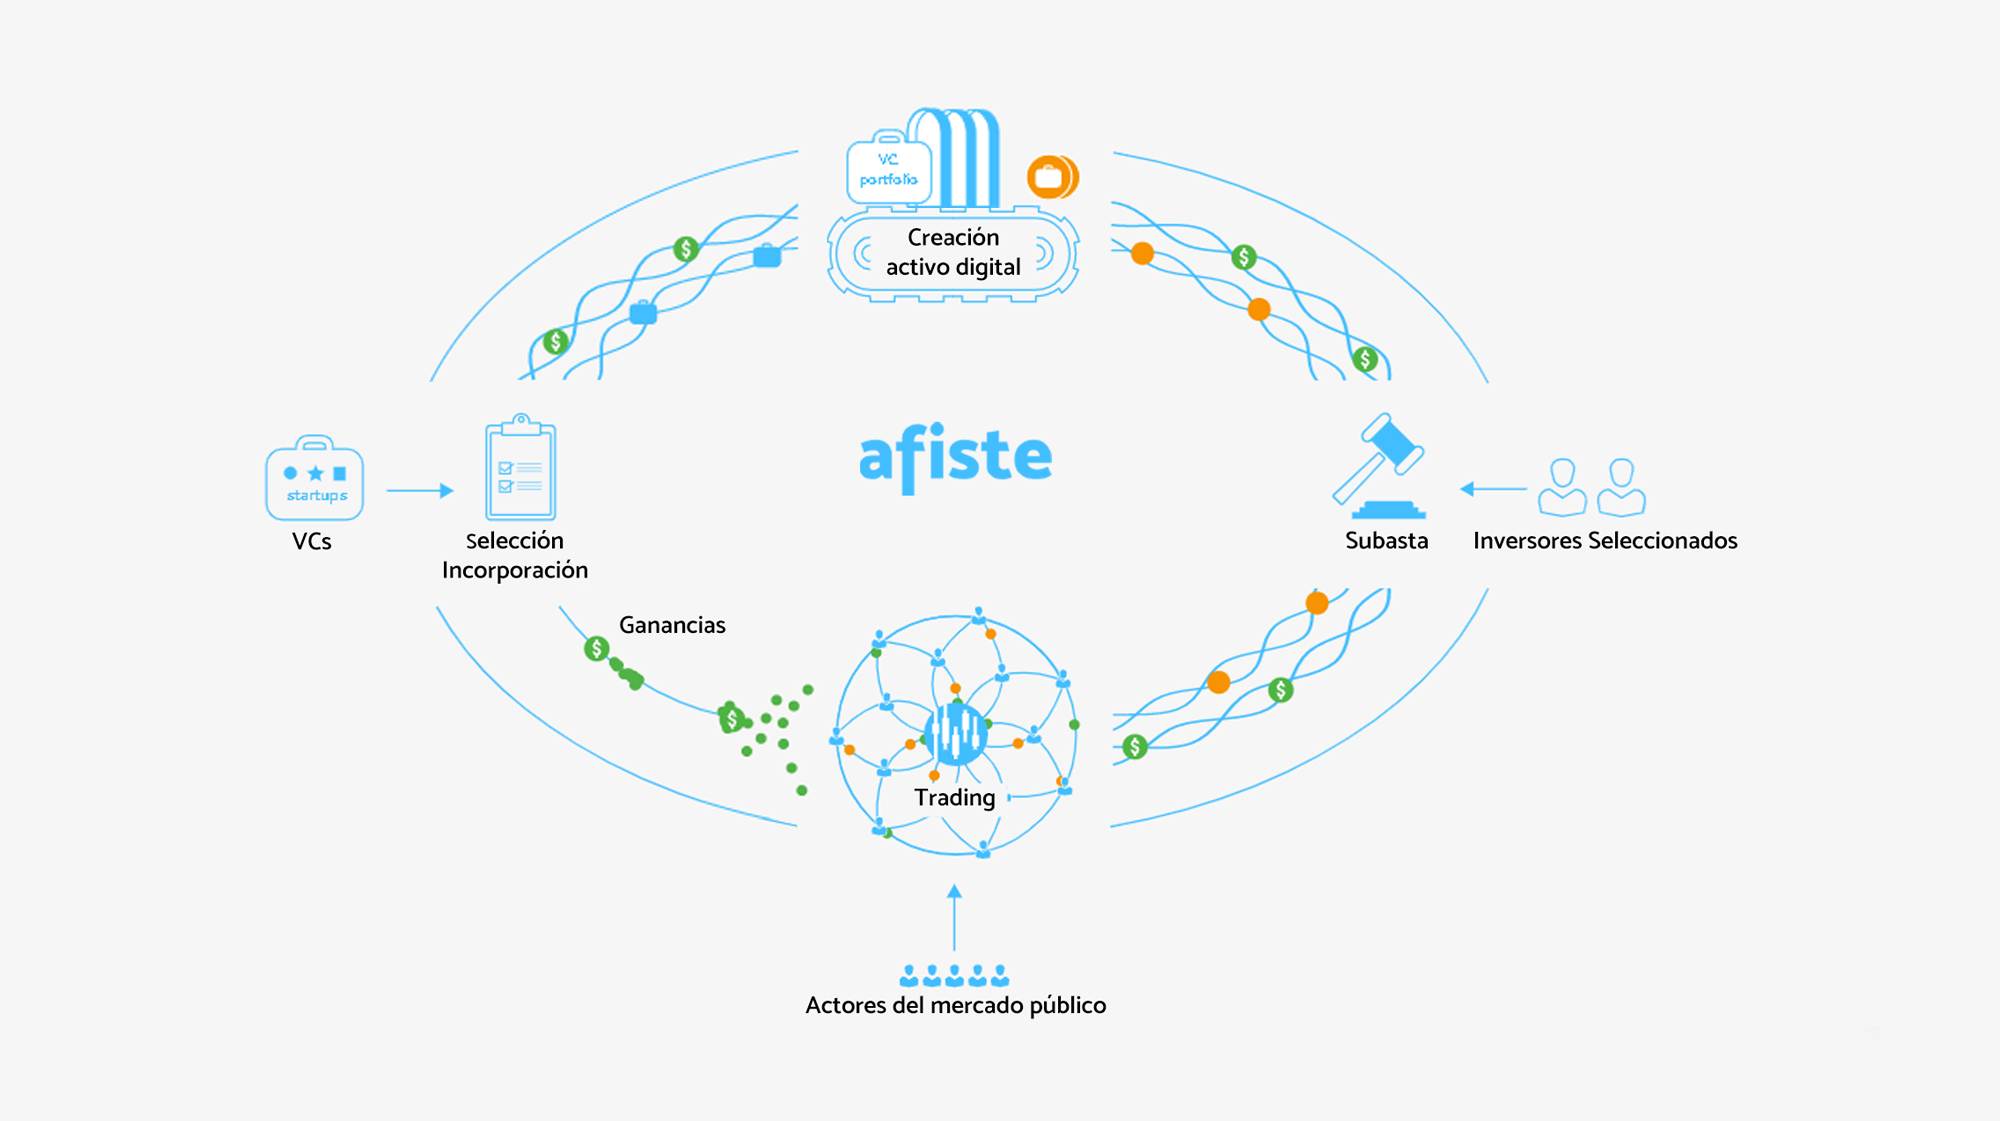 VC
portfolio
Creación
activo digital
afiste
startups
VCs
Selección
Incorporación
Subasta
Inversores Seleccionados
Ganancias
Trading
Actores del mercado público